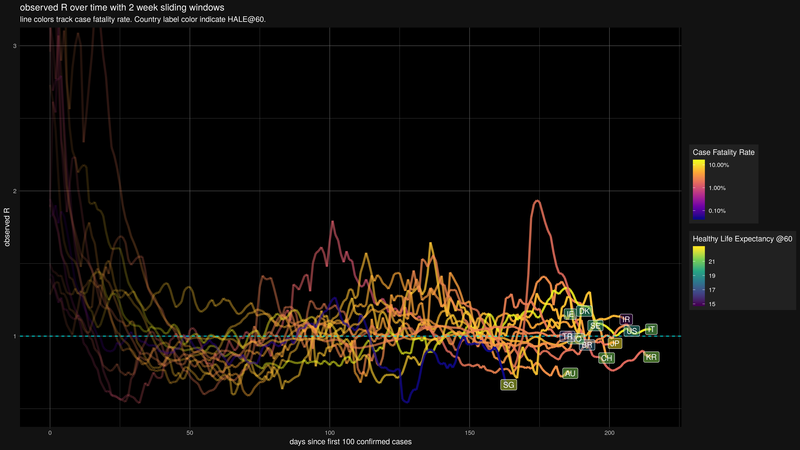 observed R over time with 2 week sliding windows
line colors track case fatality rate. Country label color indicate HALE@60.
3
2
1
observed R
IE
DK
SE
IR
US
IT
TR
BR
JP
CH
KR
AU
SG
0
50
100
150
200
days since first 100 confirmed cases
Case Fatality Rate
10.00%
1.00%
0.10%
Healthy Life Expectancy @60
21
19
17
15